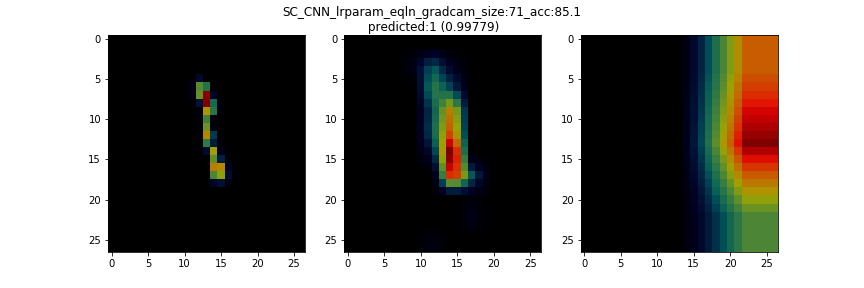 SC_CNN_lrparam_eqln_gradcam_size:71_acc:85.1
predicted:1 (0.99779)
0 0 0
5 5 5
10 10 10
15 15 15
20 20 20
25 25 25
0 5 10 15 20 25 0 5 10 15 20 25 0 5 10 15 20 25